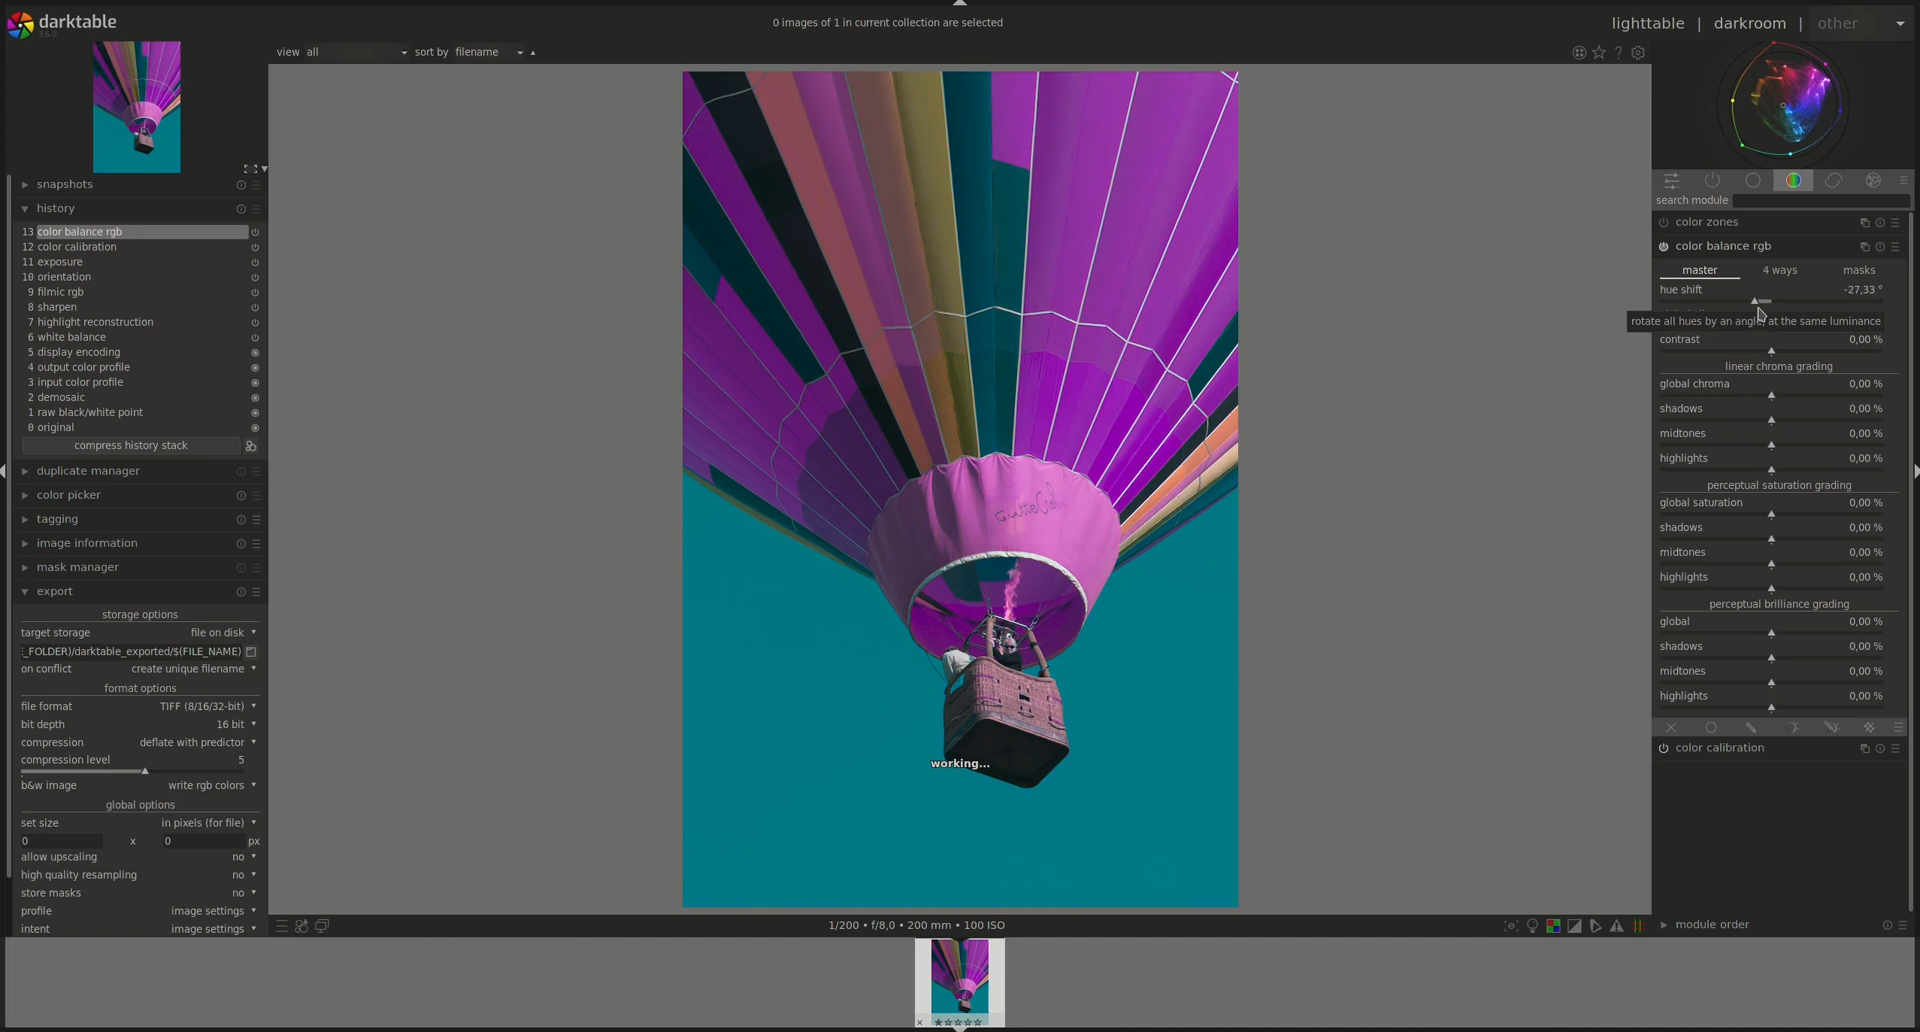 darktable
3.6.0
0 images of 1 in current collection are selected
lighttable | darkroom | other
view all sort by filename
snapshots
history
13 color balance rgb
12 color calibration
11 exposure
10 orientation
9 filmic rgb
8 sharpen
7 highlight reconstruction
6 white balance
5 display encoding
4 output color profile
3 input color profile
2 demosaic
1 raw black/white point
0 original
compress history stack
duplicate manager
color picker
tagging
image information
mask manager
export
storage options
target storage file on disk
_FOLDER)/darktable_exported/$(FILE_NAME)
on conflict create unique filename
format options
file format TIFF (8/16/32-bit)
bit depth 16 bit
compression deflate with predictor
compression level 5
b&w image write rgb colors
global options
set size in pixels (for file)
0 x 0 px
allow upscaling no
high quality resampling no
store masks no
profile image settings
intent image settings
working...
1/200 • f/8,0 • 200 mm • 100 ISO
search module
color zones
color balance rgb
master 4 ways masks
hue shift -27,33 °
rotate all hues by an angle, at the same luminance
contrast 0,00 %
linear chroma grading
global chroma 0,00 %
shadows 0,00 %
midtones 0,00 %
highlights 0,00 %
perceptual saturation grading
global saturation 0,00 %
shadows 0,00 %
midtones 0,00 %
highlights 0,00 %
perceptual brilliance grading
global 0,00 %
shadows 0,00 %
midtones 0,00 %
highlights 0,00 %
color calibration
module order